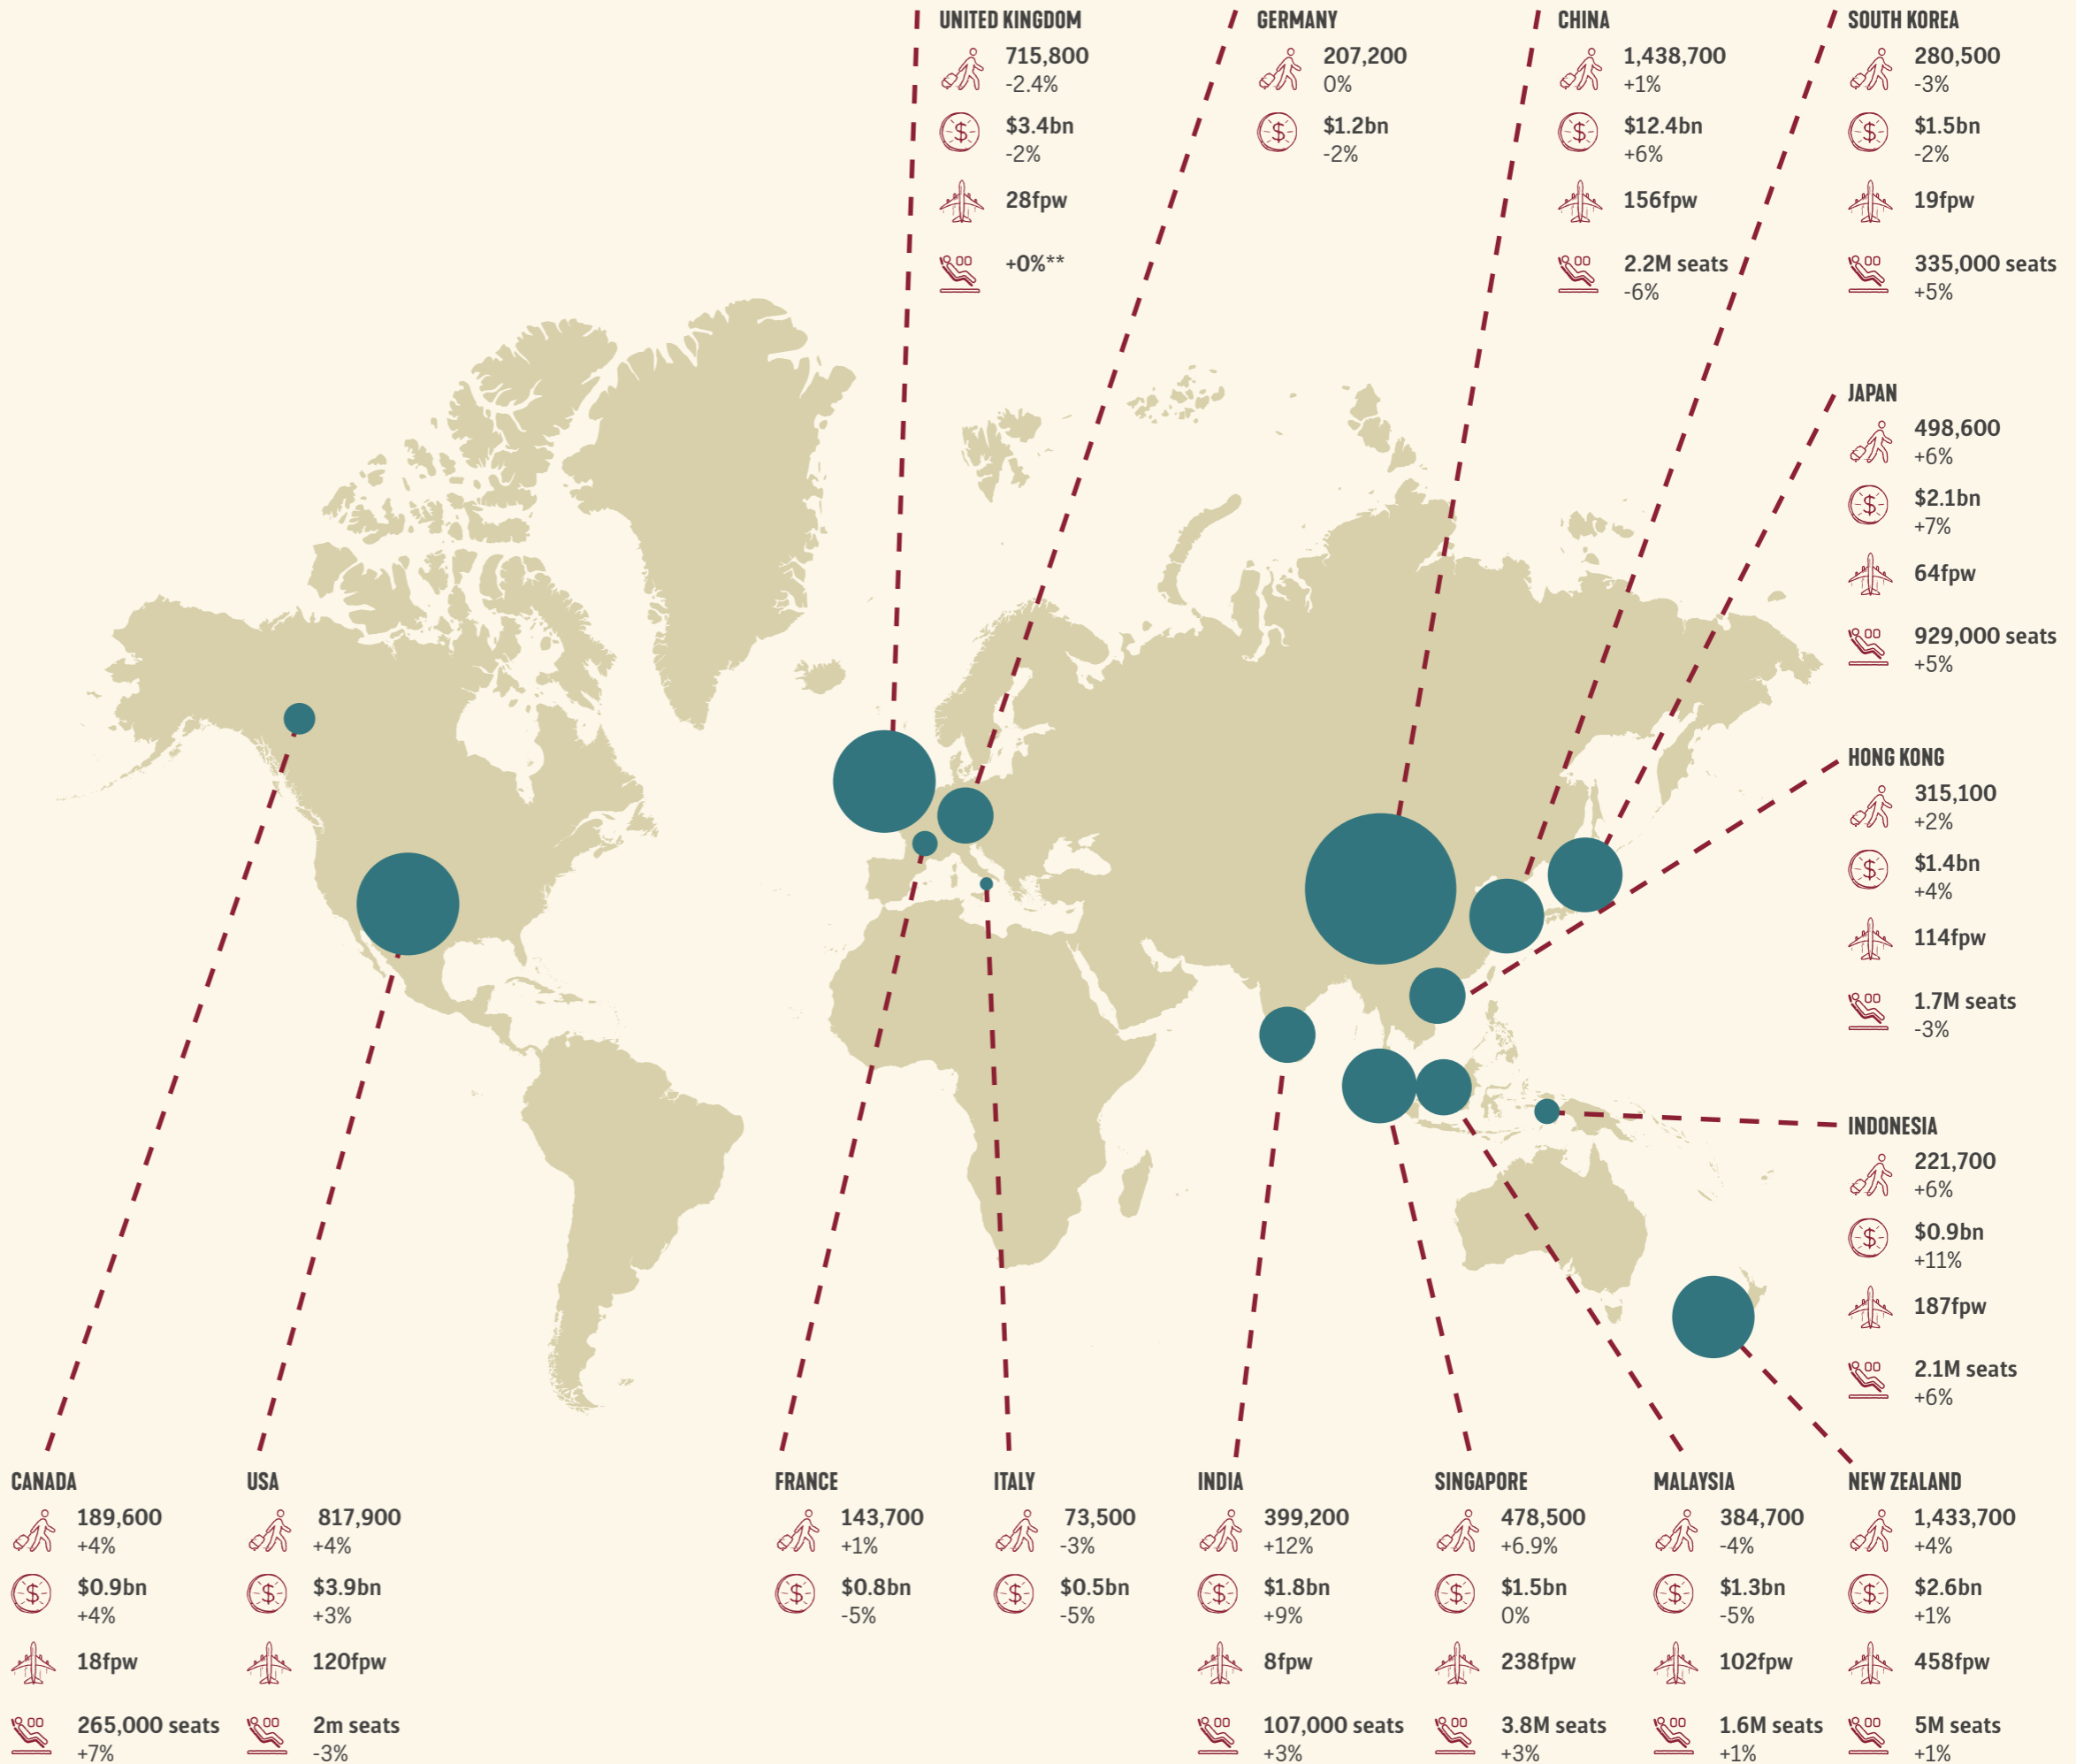 UNITED KINGDOM
715,800
-2.4%
$3.4bn
-2%
28fpw
+0%**
GERMANY
207,200
0%
$1.2bn
-2%
CHINA
1,438,700
+1%
$12.4bn
+6%
156fpw
2.2M seats
-6%
SOUTH KOREA
280,500
-3%
$1.5bn
-2%
19fpw
335,000 seats
+5%
JAPAN
498,600
+6%
$2.1bn
+7%
64fpw
929,000 seats
+5%
HONG KONG
315,100
+2%
$1.4bn
+4%
114fpw
1.7M seats
-3%
INDONESIA
221,700
+6%
$0.9bn
+11%
187fpw
2.1M seats
+6%
CANADA
189,600
+4%
$0.9bn
+4%
18fpw
265,000 seats
+7%
USA
817,900
+4%
$3.9bn
+3%
120fpw
2m seats
-3%
FRANCE
143,700
+1%
$0.8bn
-5%
ITALY
73,500
-3%
$0.5bn
-5%
INDIA
399,200
+12%
$1.8bn
+9%
8fpw
107,000 seats
+3%
SINGAPORE
478,500
+6.9%
$1.5bn
0%
238fpw
3.8M seats
+3%
MALAYSIA
384,700
-4%
$1.3bn
-5%
102fpw
1.6M seats
+1%
NEW ZEALAND
1,433,700
+4%
$2.6bn
+1%
458fpw
5M seats
+1%